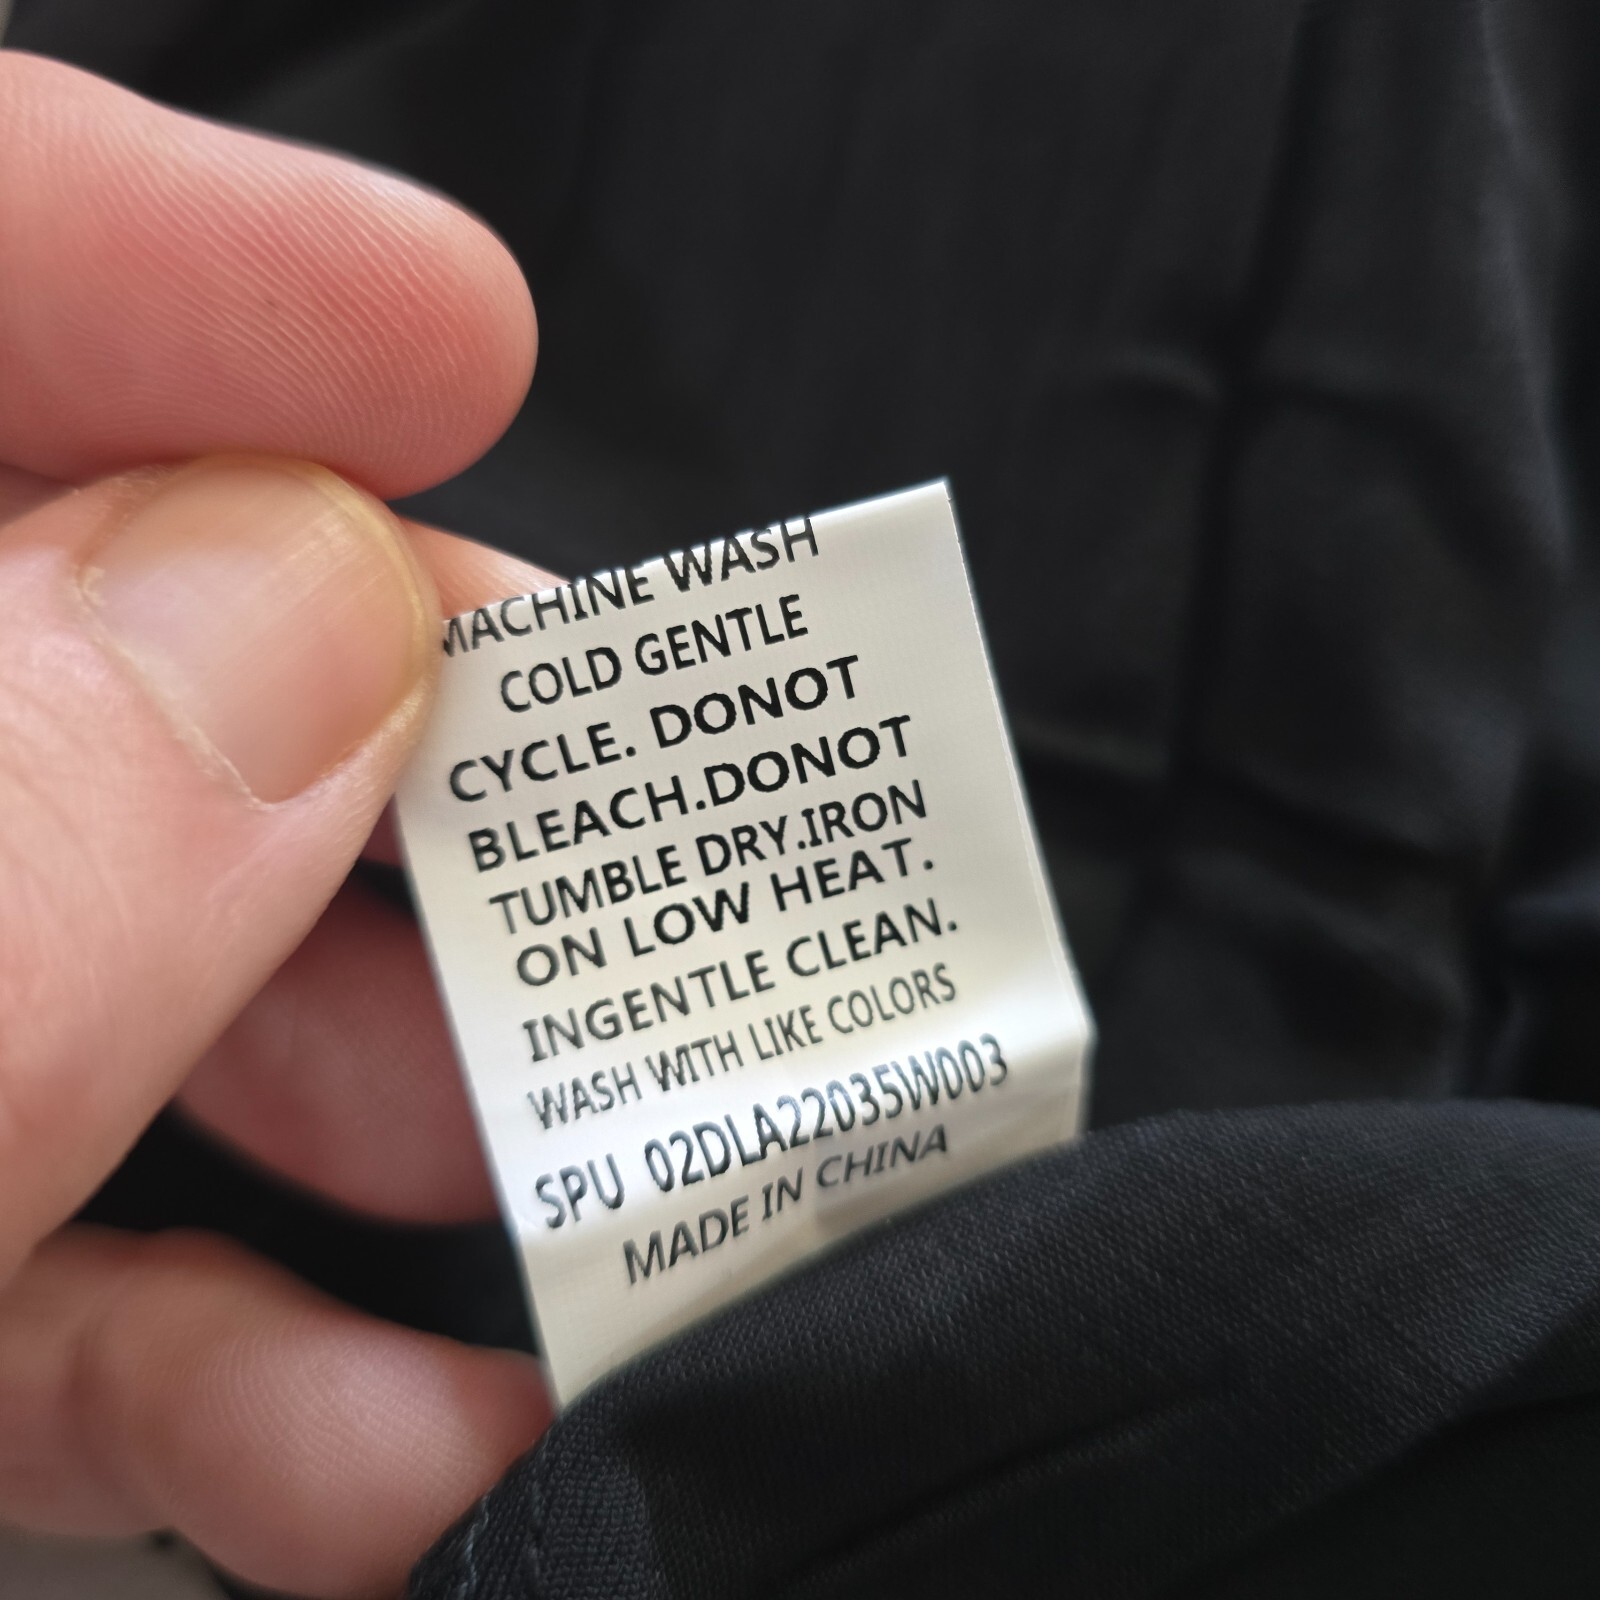 MACHINE WASH
COLD GENTLE
CYCLE. DONOT
BLEACH.DONOT
TUMBLE DRY.IRON
ON LOW HEAT.
INGENTLE CLEAN.
WASH WITH LIKE COLORS
SPU 02DLA22035W003
MADE IN CHINA